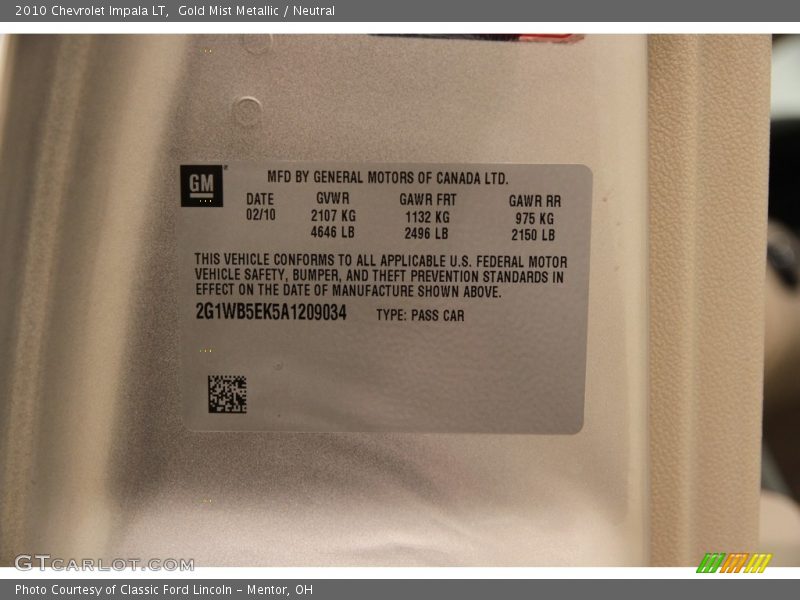 2010 Chevrolet Impala LT,  Gold Mist Metallic / Neutral
GM
MFD BY GENERAL MOTORS OF CANADA LTD.
DATE GVWR GAWR FRT GAWR RR
02/10 2107 KG 1132 KG 975 KG
4646 LB 2496 LB 2150 LB
THIS VEHICLE CONFORMS TO ALL APPLICABLE U.S. FEDERAL MOTOR
VEHICLE SAFETY, BUMPER, AND THEFT PREVENTION STANDARDS IN
EFFECT ON THE DATE OF MANUFACTURE SHOWN ABOVE.
2G1WB5EK5A1209034 TYPE: PASS CAR
GTCARLOT.COM
Photo Courtesy of Classic Ford Lincoln - Mentor, OH